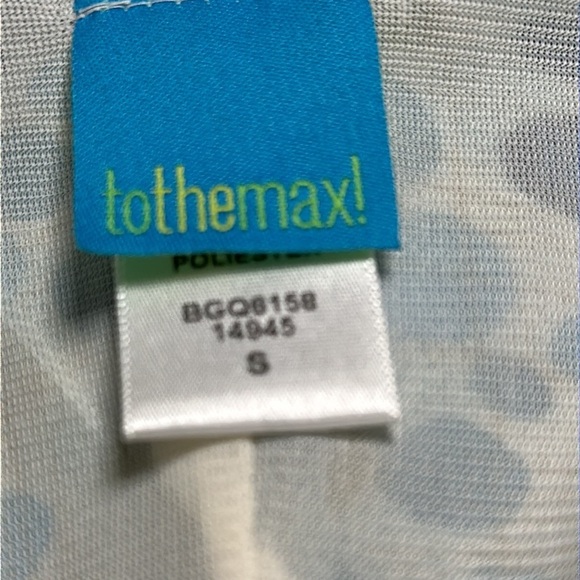 tothemax!
POLIESTER
BGQ6158
14945
S